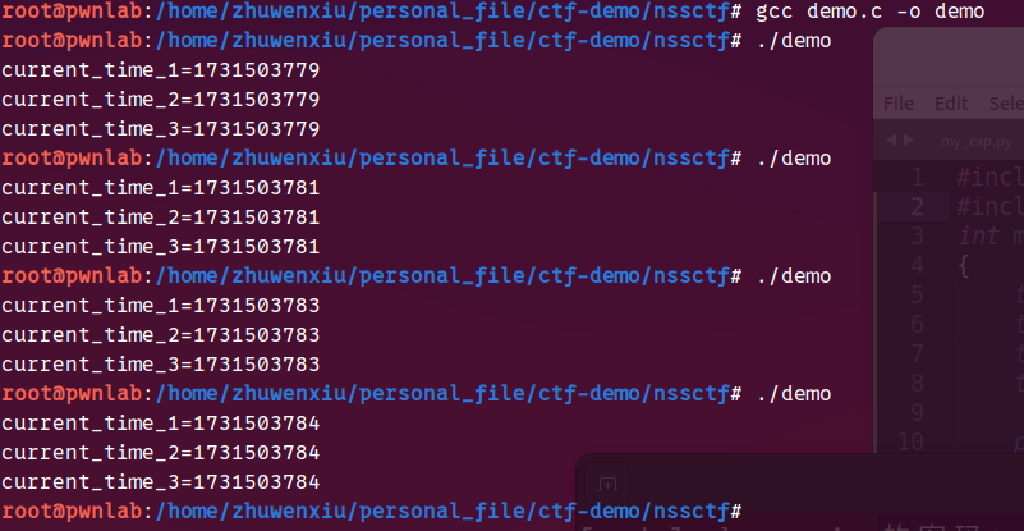 root@pwnlab:/home/zhuwenxiu/personal_file/ctf-demo/nssctf# gcc demo.c -o demo
root@pwnlab:/home/zhuwenxiu/personal_file/ctf-demo/nssctf# ./demo
current_time_1=1731503779
current_time_2=1731503779
current_time_3=1731503779
root@pwnlab:/home/zhuwenxiu/personal_file/ctf-demo/nssctf# ./demo
current_time_1=1731503781
current_time_2=1731503781
current_time_3=1731503781
root@pwnlab:/home/zhuwenxiu/personal_file/ctf-demo/nssctf# ./demo
current_time_1=1731503783
current_time_2=1731503783
current_time_3=1731503783
root@pwnlab:/home/zhuwenxiu/personal_file/ctf-demo/nssctf# ./demo
current_time_1=1731503784
current_time_2=1731503784
current_time_3=1731503784
root@pwnlab:/home/zhuwenxiu/personal_file/ctf-demo/nssctf#
File Edit Sele
my_exp.py
1 #incl
2 #incl
3 int m
4 {
5 t
6 t
7 t
8 t
9
10 p